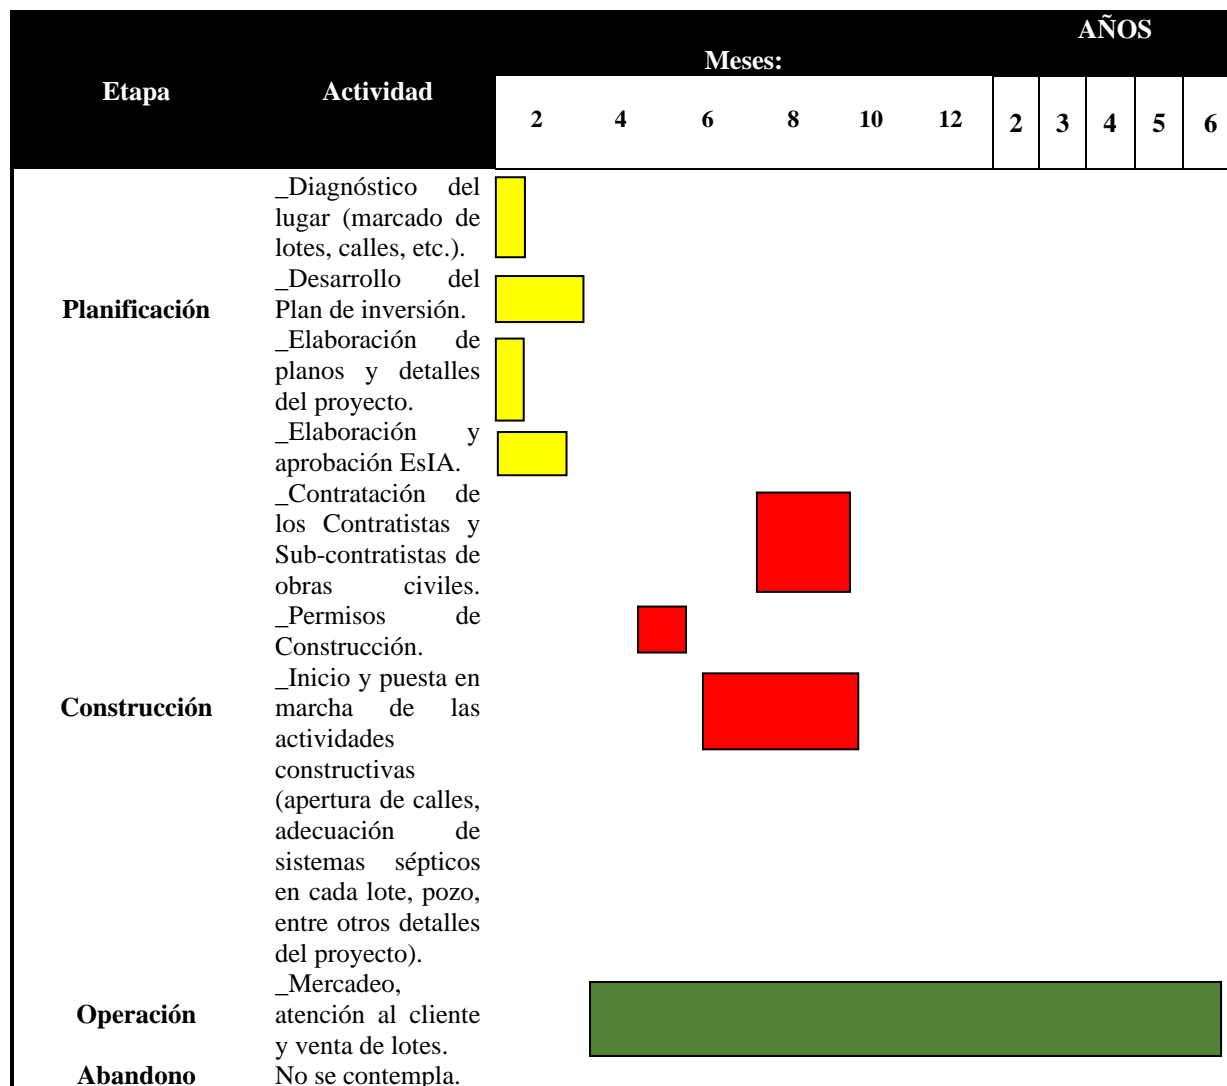 AÑOS
Meses:
Etapa Actividad
2 4 6 8 10 12 2 3 4 5 6
_Diagnóstico del
lugar (marcado de
lotes, calles, etc.).
Planificación
_Desarrollo del
Plan de inversión.
_Elaboración de
planos y detalles
del proyecto.
_Elaboración y
aprobación EsIA.
Construcción
_Contratación de
los Contratistas y
Sub-contratistas de
obras civiles.
_Permisos de
Construcción.
_Inicio y puesta en
marcha de las
actividades
constructivas
(apertura de calles,
adecuación de
sistemas sépticos
en cada lote, pozo,
entre otros detalles
del proyecto).
Operación
_Mercadeo,
atención al cliente
y venta de lotes.
Abandono No se contempla.